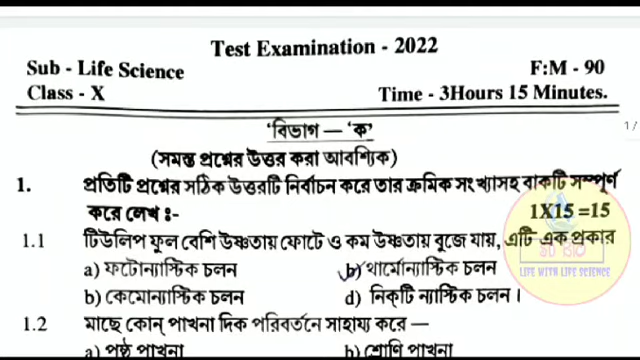 Test Examination - 2022
Sub - Life Science F:M - 90
Class - X Time - 3Hours 15 Minutes.
'বিভাগ — 'ক'
(সমস্ত প্রশ্নের উত্তর করা আবশ্যিক)
1. প্রতিটি প্রশ্নের সঠিক উত্তরটি নির্বাচন করে তার ক্রমিক সংখ্যাসহ বাকটি সম্পূর্ণ
করে লেখ :- 1X15 =15
1.1 টিউলিপ ফুল বেশি উষ্ণতায় ফোটে ও কম উষ্ণতায় বুজে যায়, এটি এক প্রকার
a) ফটোন্যাস্টিক চলন b) থার্মোন্যাস্টিক চলন
b) কেমোন্যাস্টিক চলন d) নিক্‌টি ন্যাস্টিক চলন।
LIFE WITH LIFE SCIENCE
1.2 মাছে কোন্ পাখনা দিক পরিবর্তনে সাহায্য করে —
a) পৃষ্ঠ পাখনা b) শ্রোণি পাখনা
1/